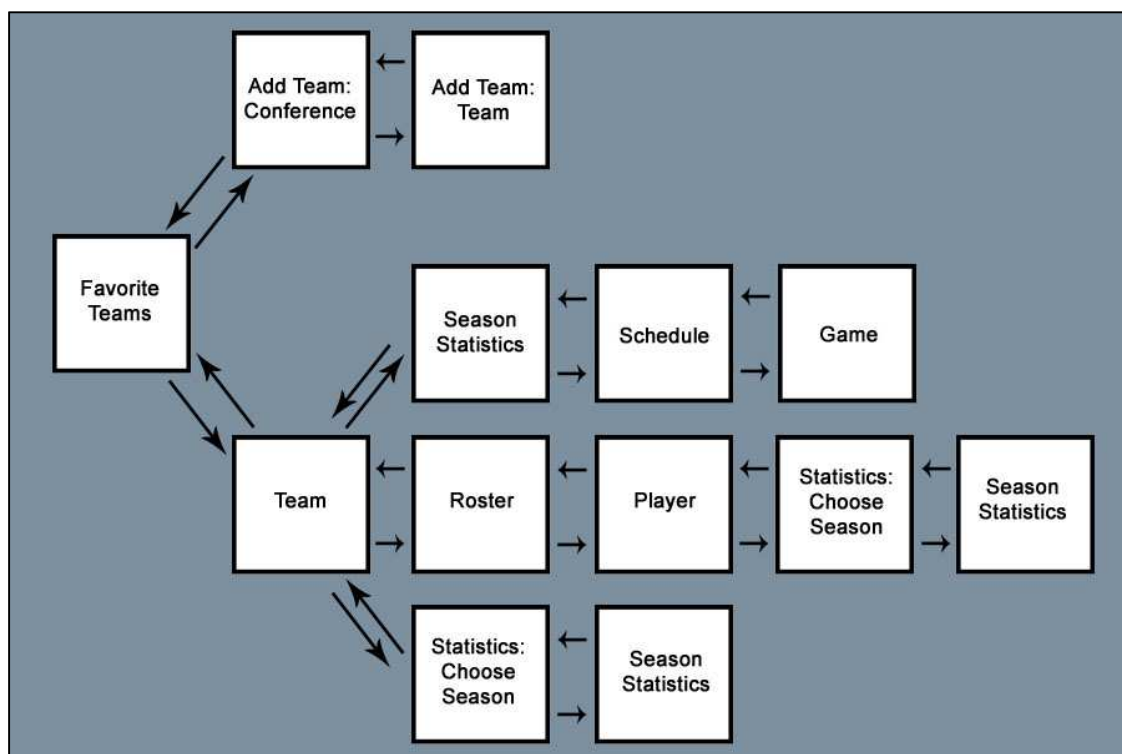 Add Team:
Conference
Add Team:
Team
Favorite
Teams
Season
Statistics
Schedule
Game
Team
Roster
Player
Statistics:
Choose
Season
Season
Statistics
Statistics:
Choose
Season
Season
Statistics